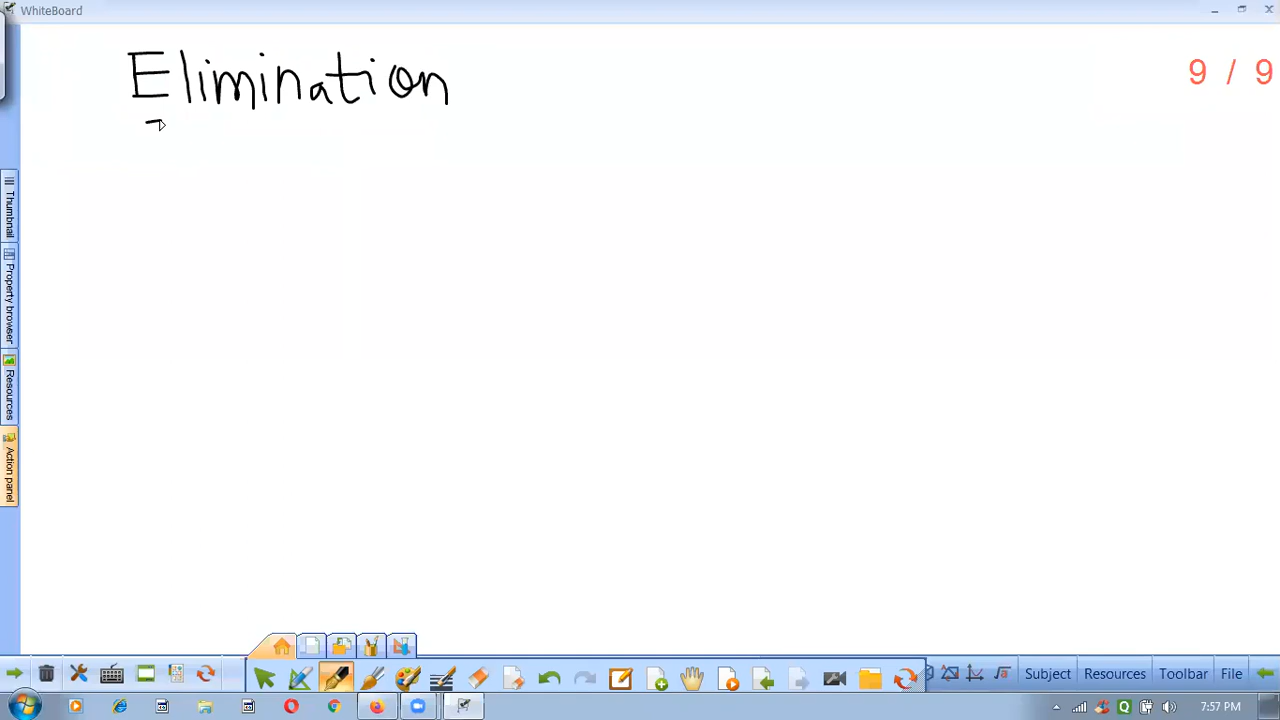 WhiteBoard
Elimination
9 / 9
Thumbnail
Property browser
Resources
Action panel
Subject
Resources
Toolbar
File
7:57 PM